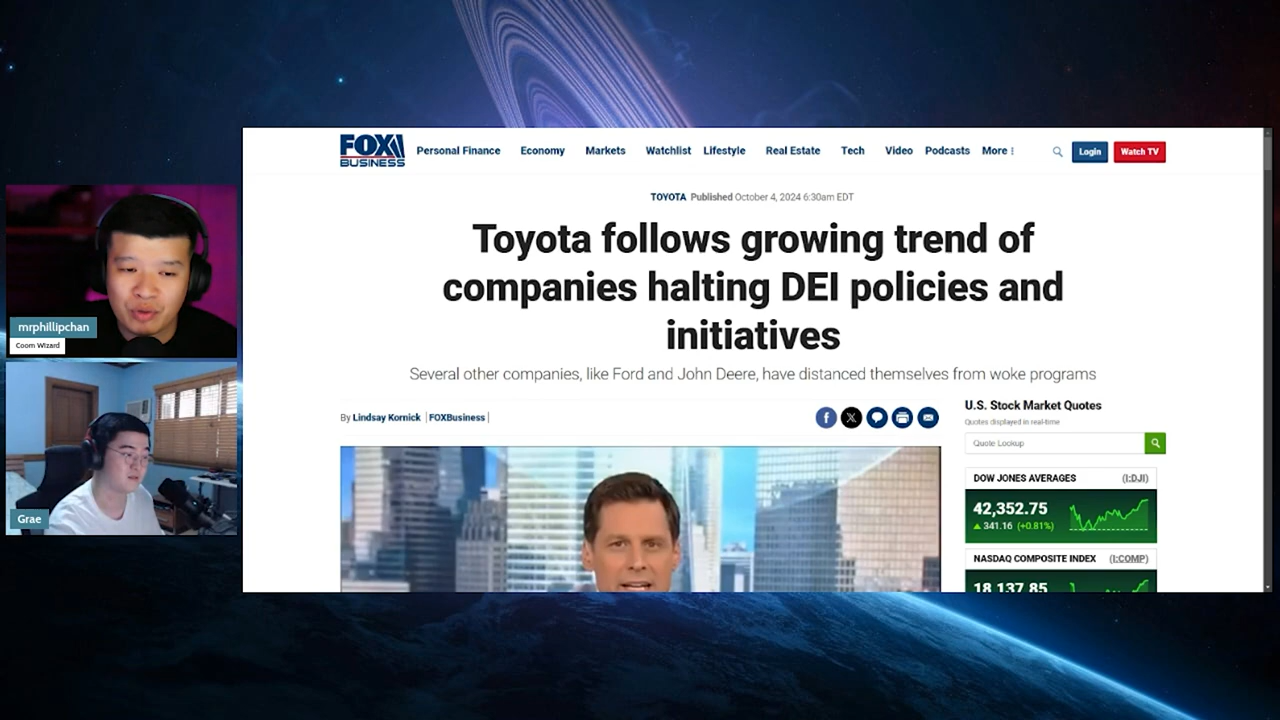 FOX
BUSINESS
Personal Finance Economy Markets Watchlist Lifestyle Real Estate Tech Video Podcasts More
Login
Watch TV
TOYOTA Published October 4, 2024 6:30am EDT
Toyota follows growing trend of
companies halting DEI policies and
initiatives
Several other companies, like Ford and John Deere, have distanced themselves from woke programs
By Lindsay Kornick FOXBusiness
U.S. Stock Market Quotes
Quotes displayed in real-time
Quote Lookup
DOW JONES AVERAGES (I:DJI)
42,352.75
341.16 (+0.81%)
NASDAQ COMPOSITE INDEX (I:COMP)
18,137.85
mrphillipchan
Coom Wizard
Grae